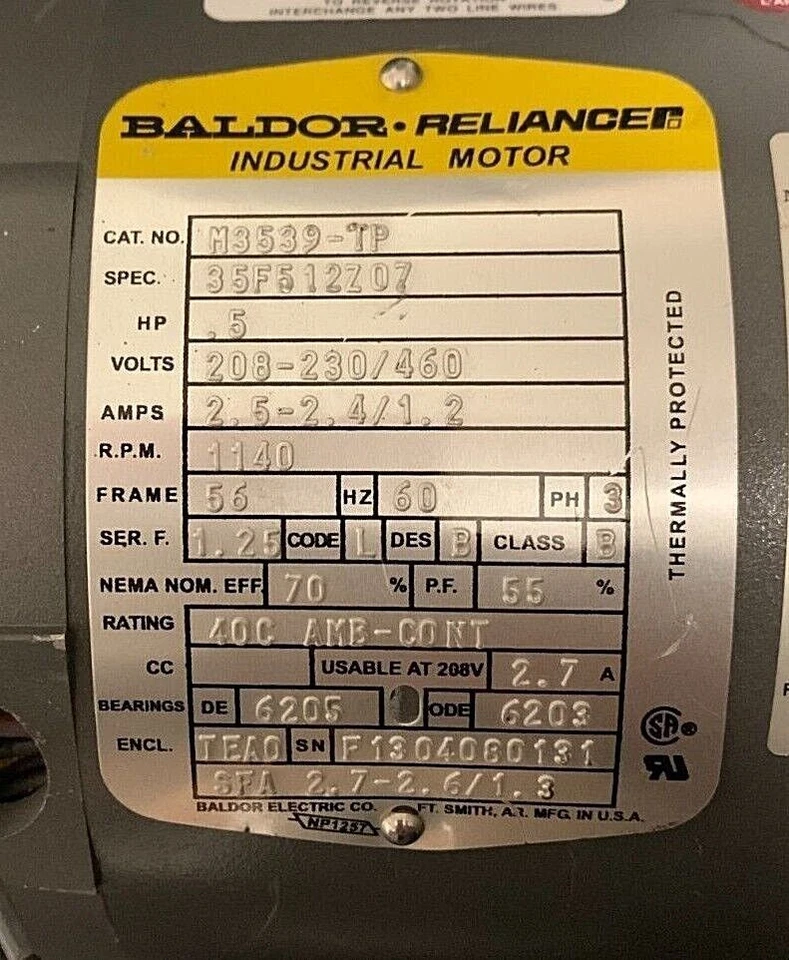 TO REVERSE ROTATION
INTERCHANGE ANY TWO LINE WIRES
BALDOR • RELIANCER
INDUSTRIAL MOTOR
CAT. NO. M3539-TP
SPEC. 35F512Z07
HP .5
VOLTS 208-230/460
AMPS 2.5-2.4/1.2
R.P.M. 1140
FRAME 56 HZ 60 PH 3
SER. F. 1.25 CODE L DES B CLASS B
NEMA NOM. EFF. 70 % P.F. 55 %
RATING 40C AMB-CONT
CC USABLE AT 208V 2.7 A
BEARINGS DE 6205 ODE 6203
ENCL. TEAO SN F1304080131
SFA 2.7-2.6/1.3
BALDOR ELECTRIC CO. FT. SMITH, AR. MFG. IN U.S.A.
NP1257
THERMALLY PROTECTED